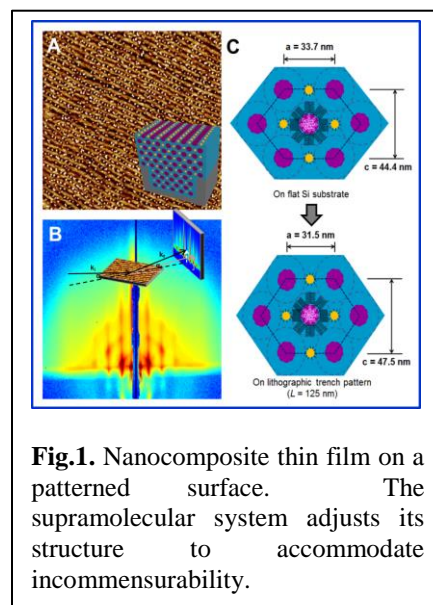 A
C
a = 33.7 nm
c = 44.4 nm
On flat Si substrate
B
a = 31.5 nm
c = 47.5 nm
On lithographic trench pattern
(L = 125 nm)
Fig.1. Nanocomposite thin film on a
patterned surface. The
supramolecular system adjusts its
structure to accommodate
incommensurability.